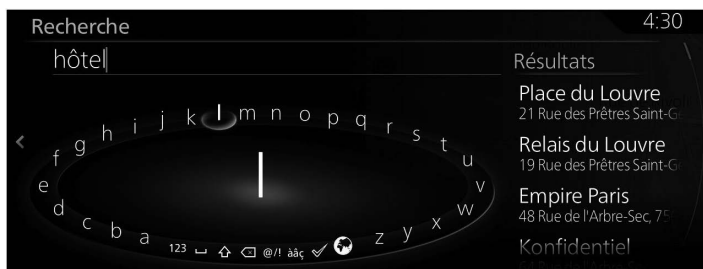 Recherche
4:30
hôtel
Résultats
Place du Louvre
21 Rue des Prêtres Saint-G
Relais du Louvre
19 Rue des Prêtres Saint-G
Empire Paris
48 Rue de l'Arbre-Sec, 75
Konfidentiel
a b c d e f g h i j k l m n o p q r s t u v w x y z
l
123 @/! àâç